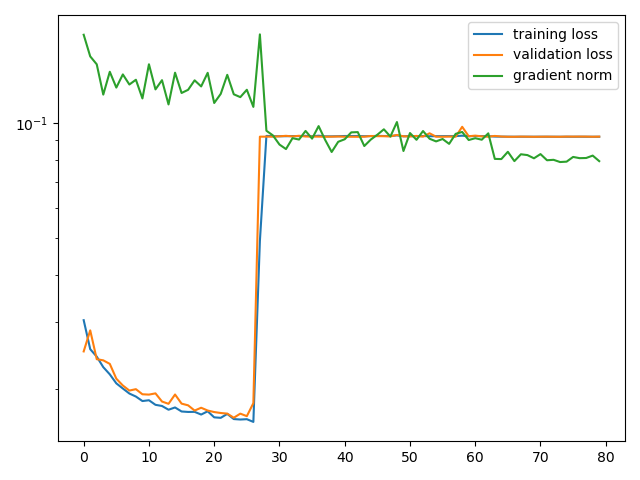 training loss
validation loss
gradient norm
10⁻¹
0 10 20 30 40 50 60 70 80